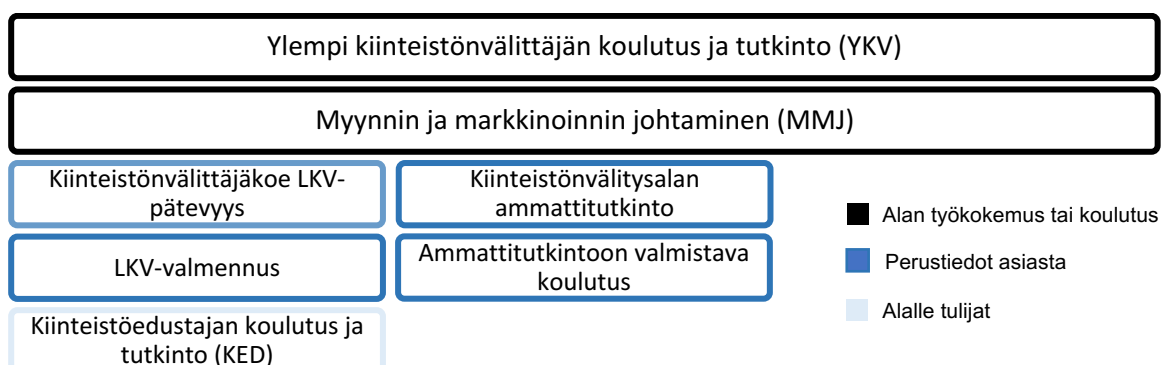 Ylempi kiinteistönvälittäjän koulutus ja tutkinto (YKV)
Myynnin ja markkinoinnin johtaminen (MMJ)
Kiinteistönvälittäjäkoe LKV-
pätevyys
Kiinteistönvälitysalan
ammattitutkinto
LKV-valmennus
Ammattitutkintoon valmistava
koulutus
Kiinteistöedustajan koulutus ja
tutkinto (KED)
Alan työkokemus tai koulutus
Perustiedot asiasta
Alalle tulijat